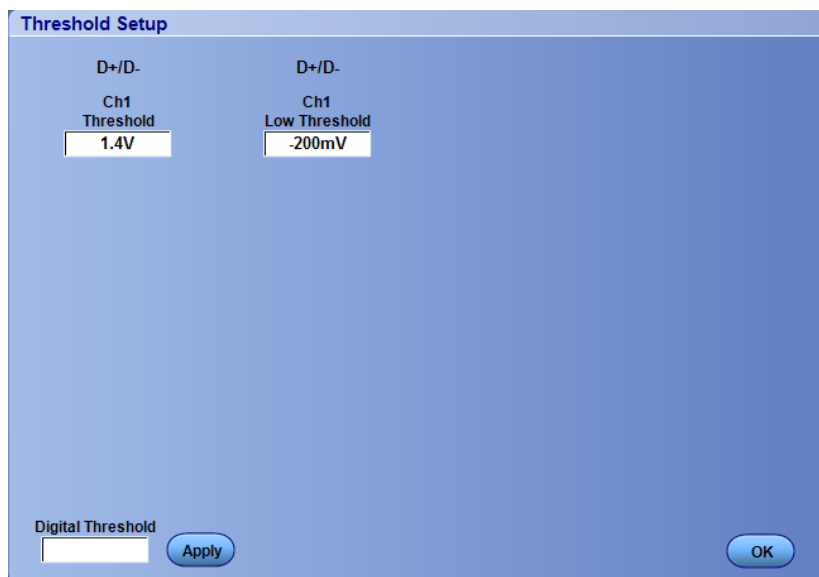 Threshold Setup
D+/D- D+/D-
Ch1 Ch1
Threshold Low Threshold
1.4V -200mV
Digital Threshold
Apply OK